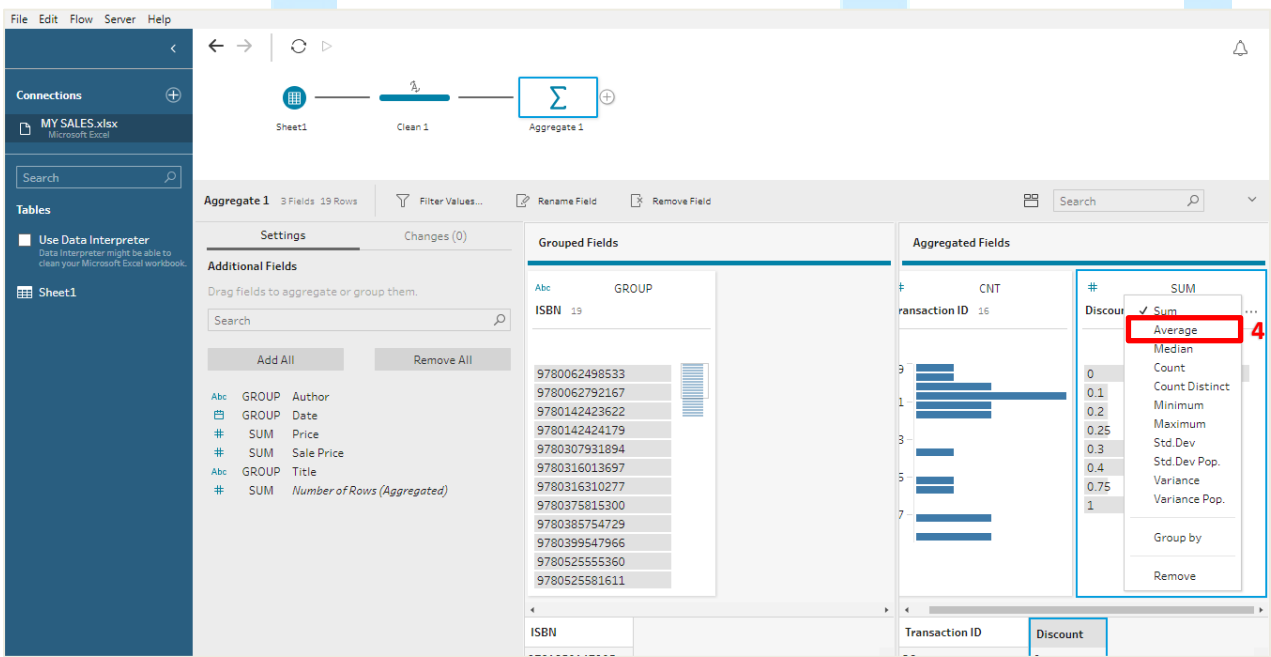 File Edit Flow Server Help
Connections
MY SALES.xlsx
Microsoft Excel
Search
Tables
Use Data Interpreter
Data Interpreter might be able to
clean your Microsoft Excel workbook.
Sheet1
Sheet1
Clean 1
Aggregate 1
Aggregate 1 3 Fields 19 Rows
Filter Values...
Rename Field
Remove Field
Search
Settings
Changes (0)
Additional Fields
Drag fields to aggregate or group them.
Search
Add All
Remove All
Abc GROUP Author
GROUP Date
# SUM Price
# SUM Sale Price
Abc GROUP Title
# SUM Number of Rows (Aggregated)
Grouped Fields
Abc GROUP
ISBN 19
9780062498533
9780062792167
9780142423622
9780142424179
9780307931894
9780316013697
9780316310277
9780375815300
9780385754729
9780399547966
9780525555360
9780525581611
ISBN
Aggregated Fields
# CNT
ransaction ID 16
9
1
3
5
7
# SUM
Discour
0
0.1
0.2
0.25
0.3
0.4
0.75
1
✓ Sum
Average
4
Median
Count
Count Distinct
Minimum
Maximum
Std.Dev
Std.Dev Pop.
Variance
Variance Pop.
Group by
Remove
Transaction ID
Discount